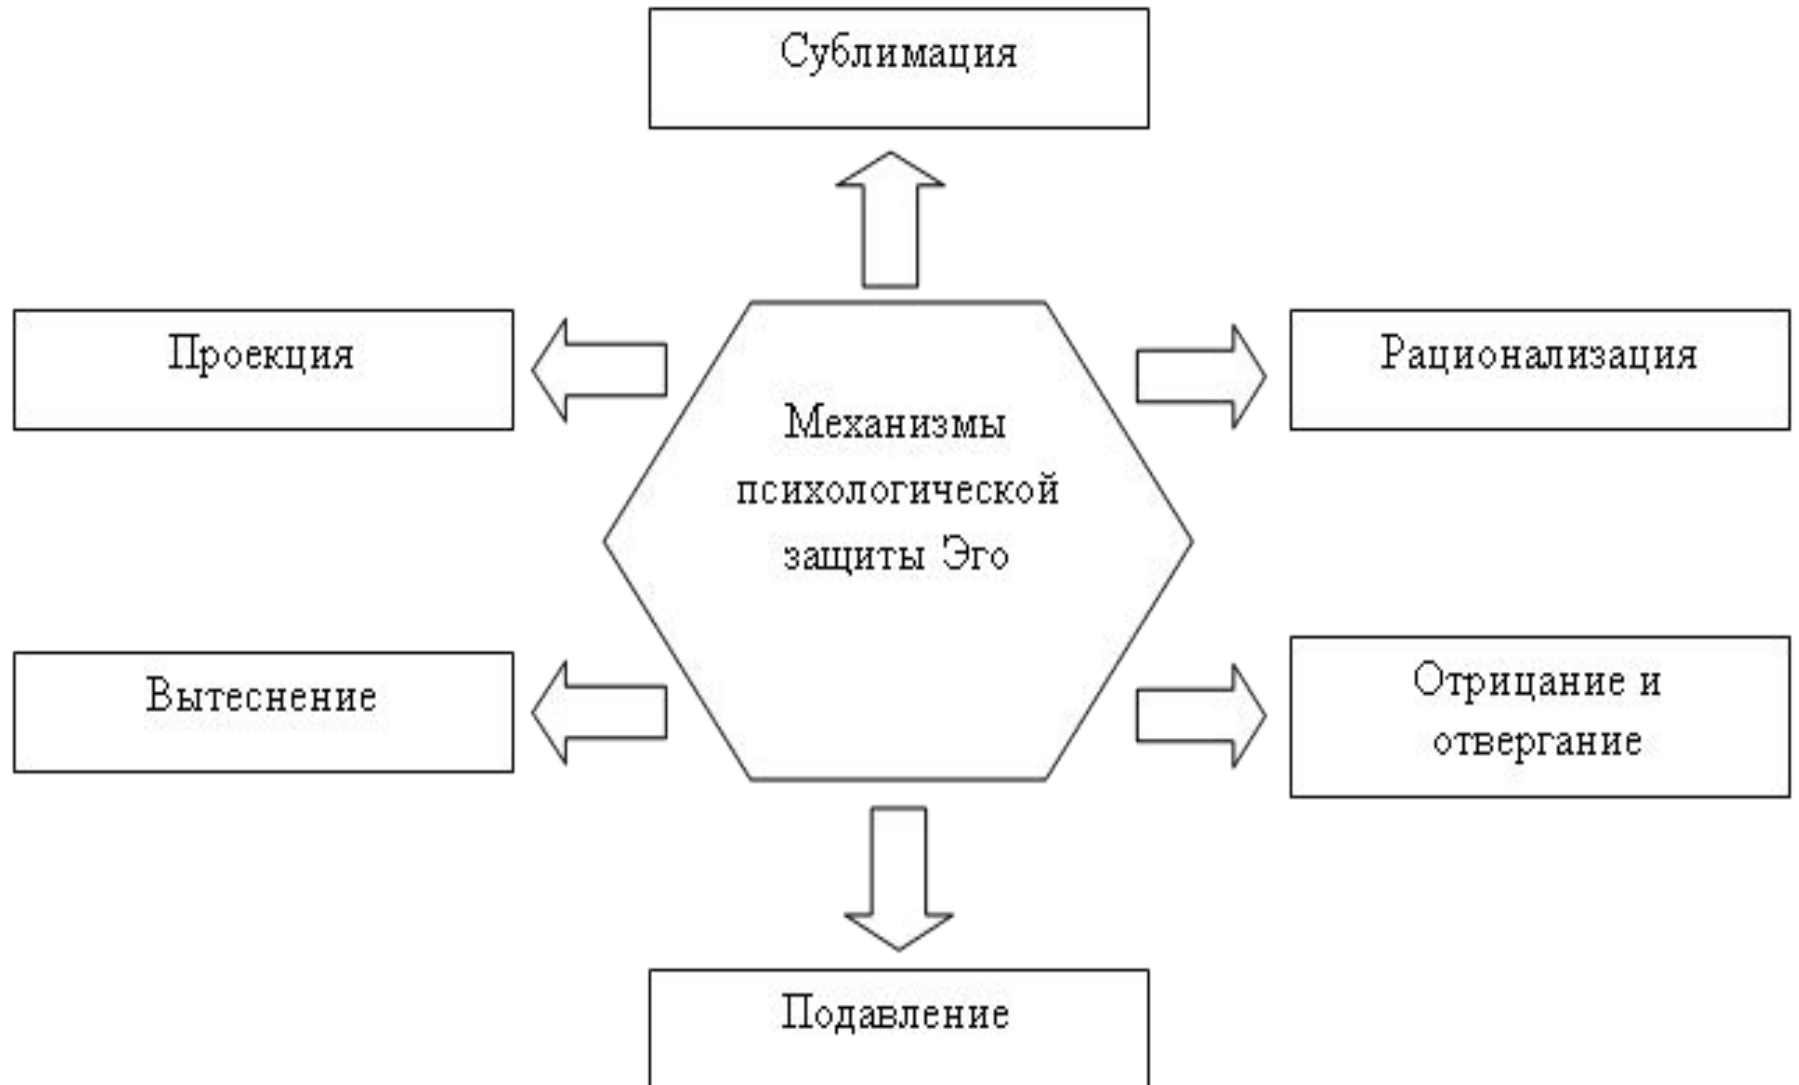 Сублимация
Проекция
Рационализация
Механизмы
психологической
защиты Эго
Вытеснение
Отрицание и
отвергание
Подавление